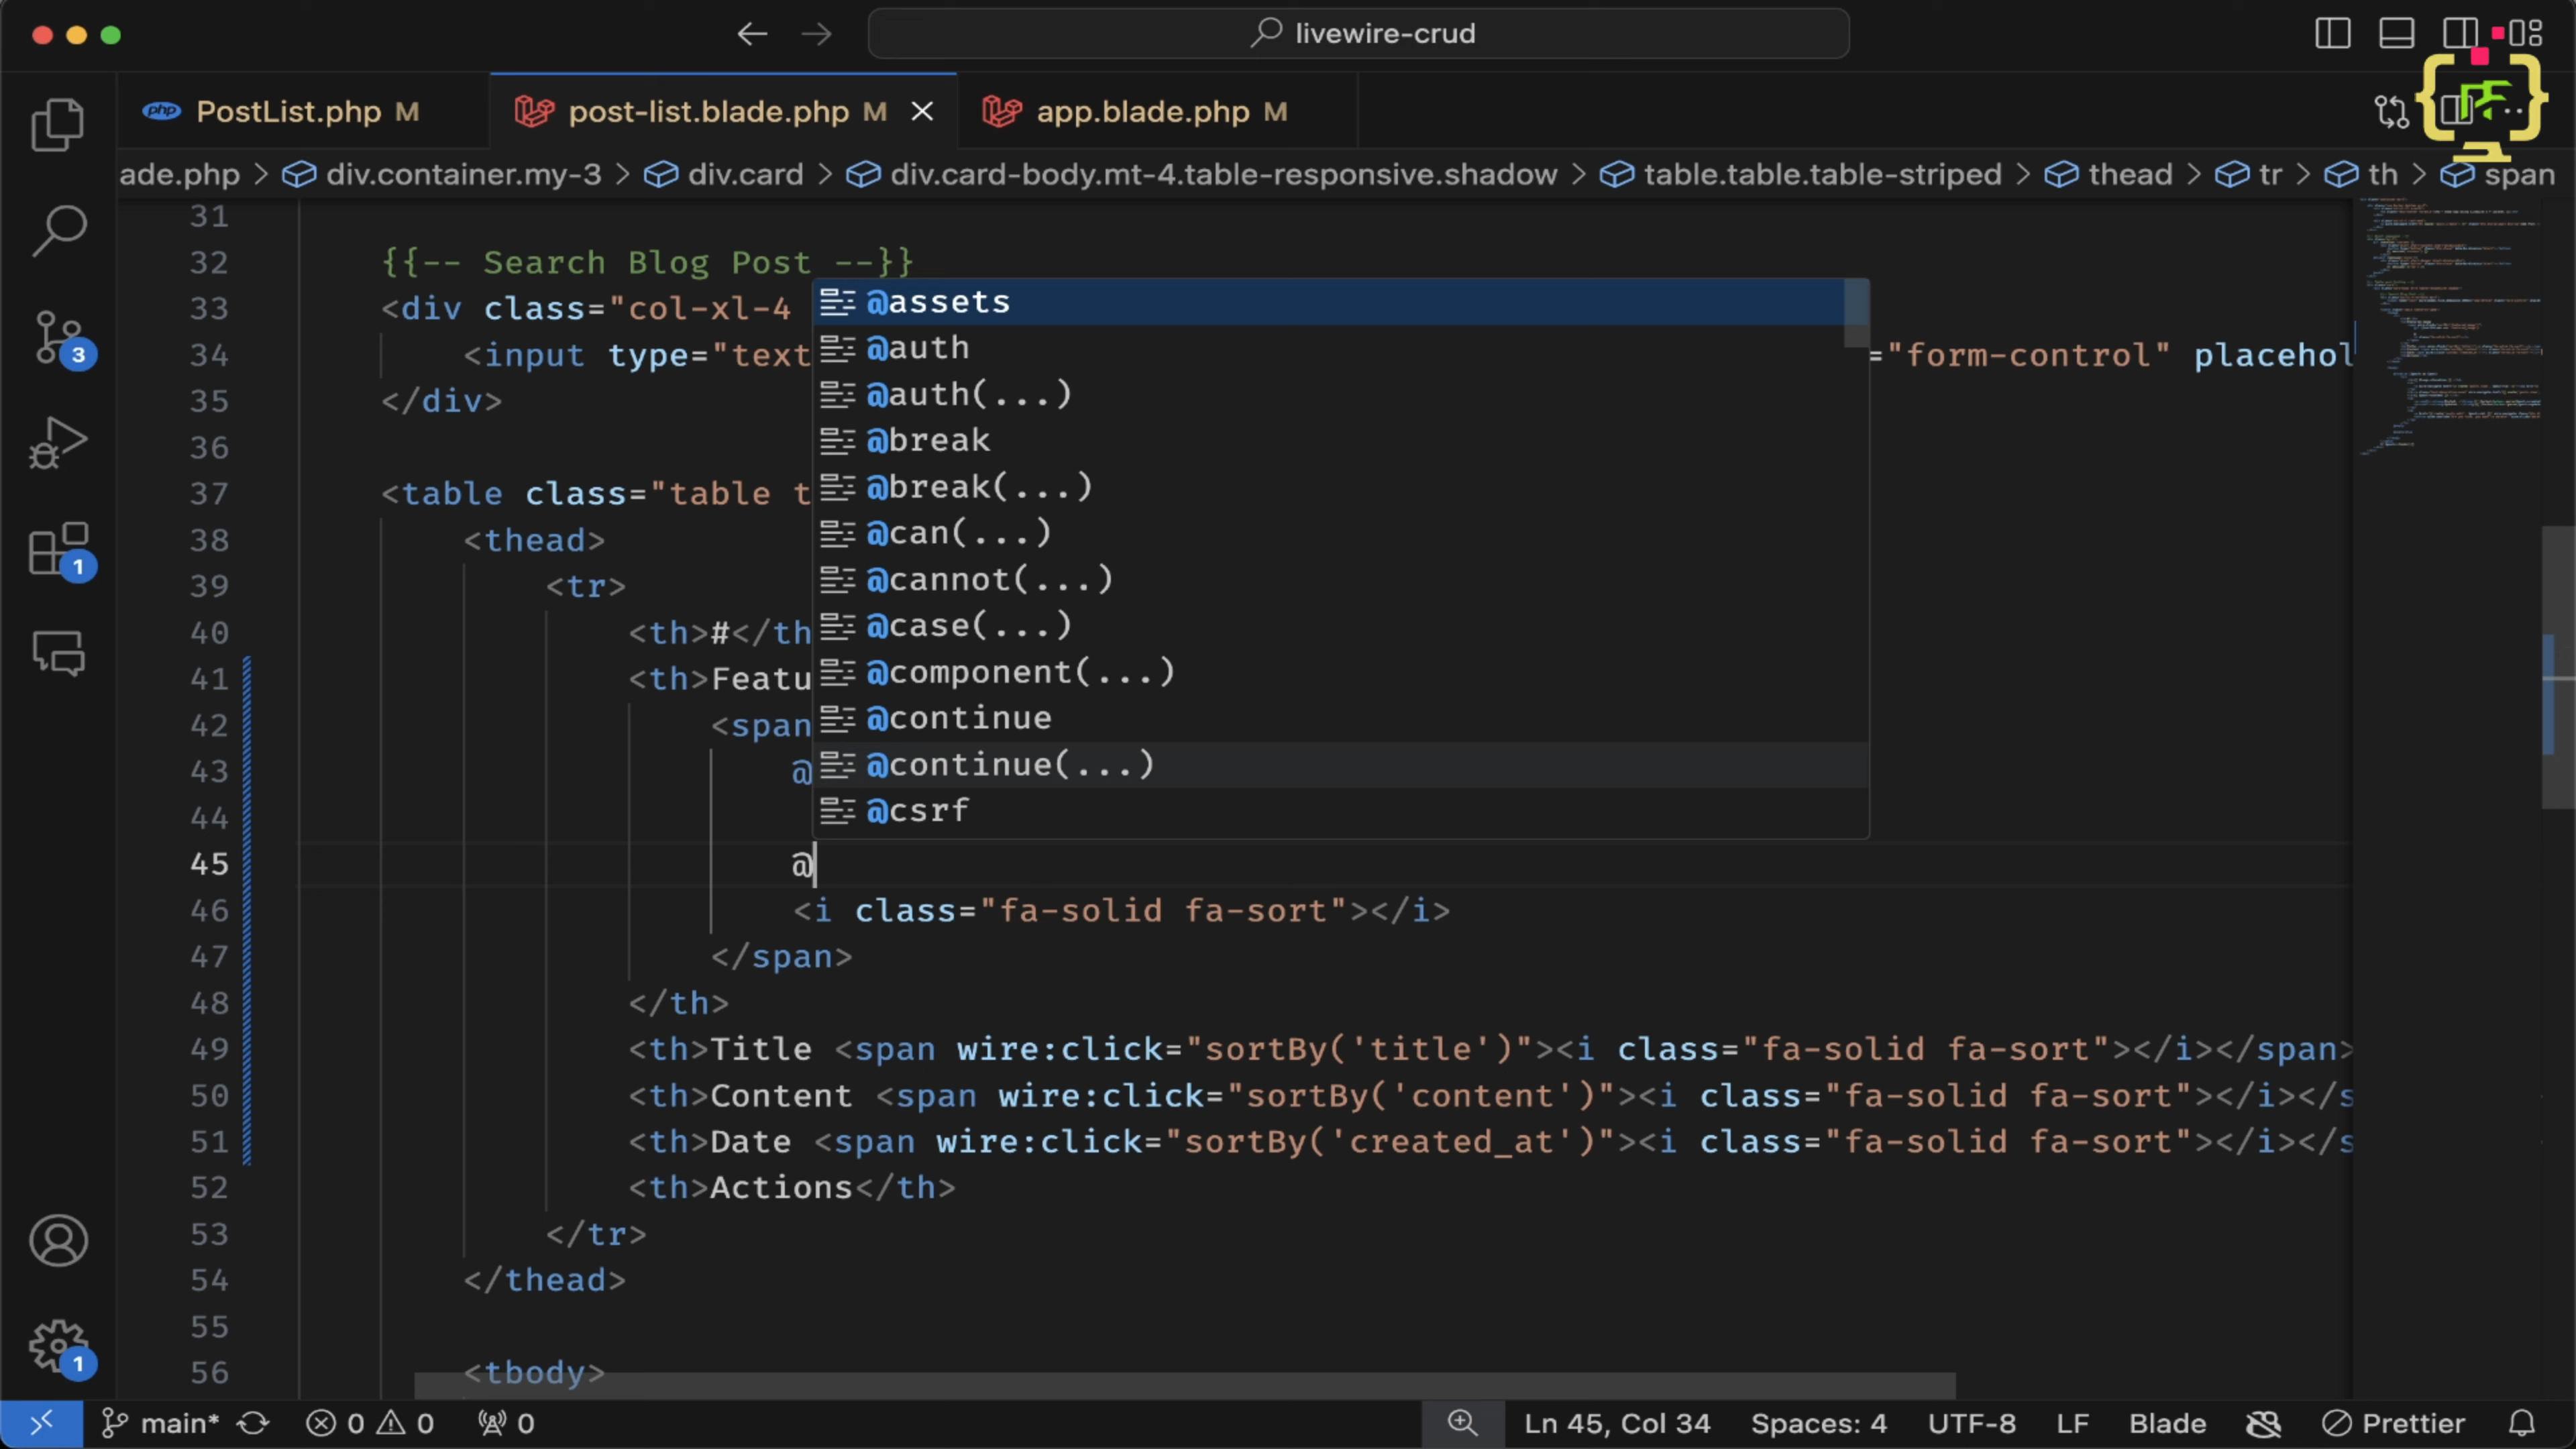 livewire-crud
PostList.php M
post-list.blade.php M
app.blade.php M
ade.php > div.container.my-3 > div.card > div.card-body.mt-4.table-responsive.shadow > table.table.table-striped > thead > tr > th > span
31
32 {{-- Search Blog Post --}}
33 <div class="col-xl-4
34 <input type="text ="form-control" placehol
35 </div>
36
37 <table class="table t
38 <thead>
39 <tr>
40 <th>#</th
41 <th>Featu
42 <span
43 @
44
45 @
46 <i class="fa-solid fa-sort"></i>
47 </span>
48 </th>
49 <th>Title <span wire:click="sortBy('title')"><i class="fa-solid fa-sort"></i></span>
50 <th>Content <span wire:click="sortBy('content')"><i class="fa-solid fa-sort"></i></s
51 <th>Date <span wire:click="sortBy('created_at')"><i class="fa-solid fa-sort"></i></s
52 <th>Actions</th>
53 </tr>
54 </thead>
55
56 <tbody>
@assets
@auth
@auth(...)
@break
@break(...)
@can(...)
@cannot(...)
@case(...)
@component(...)
@continue
@continue(...)
@csrf
3
1
1
main* 0 0 0 Ln 45, Col 34 Spaces: 4 UTF-8 LF Blade Prettier